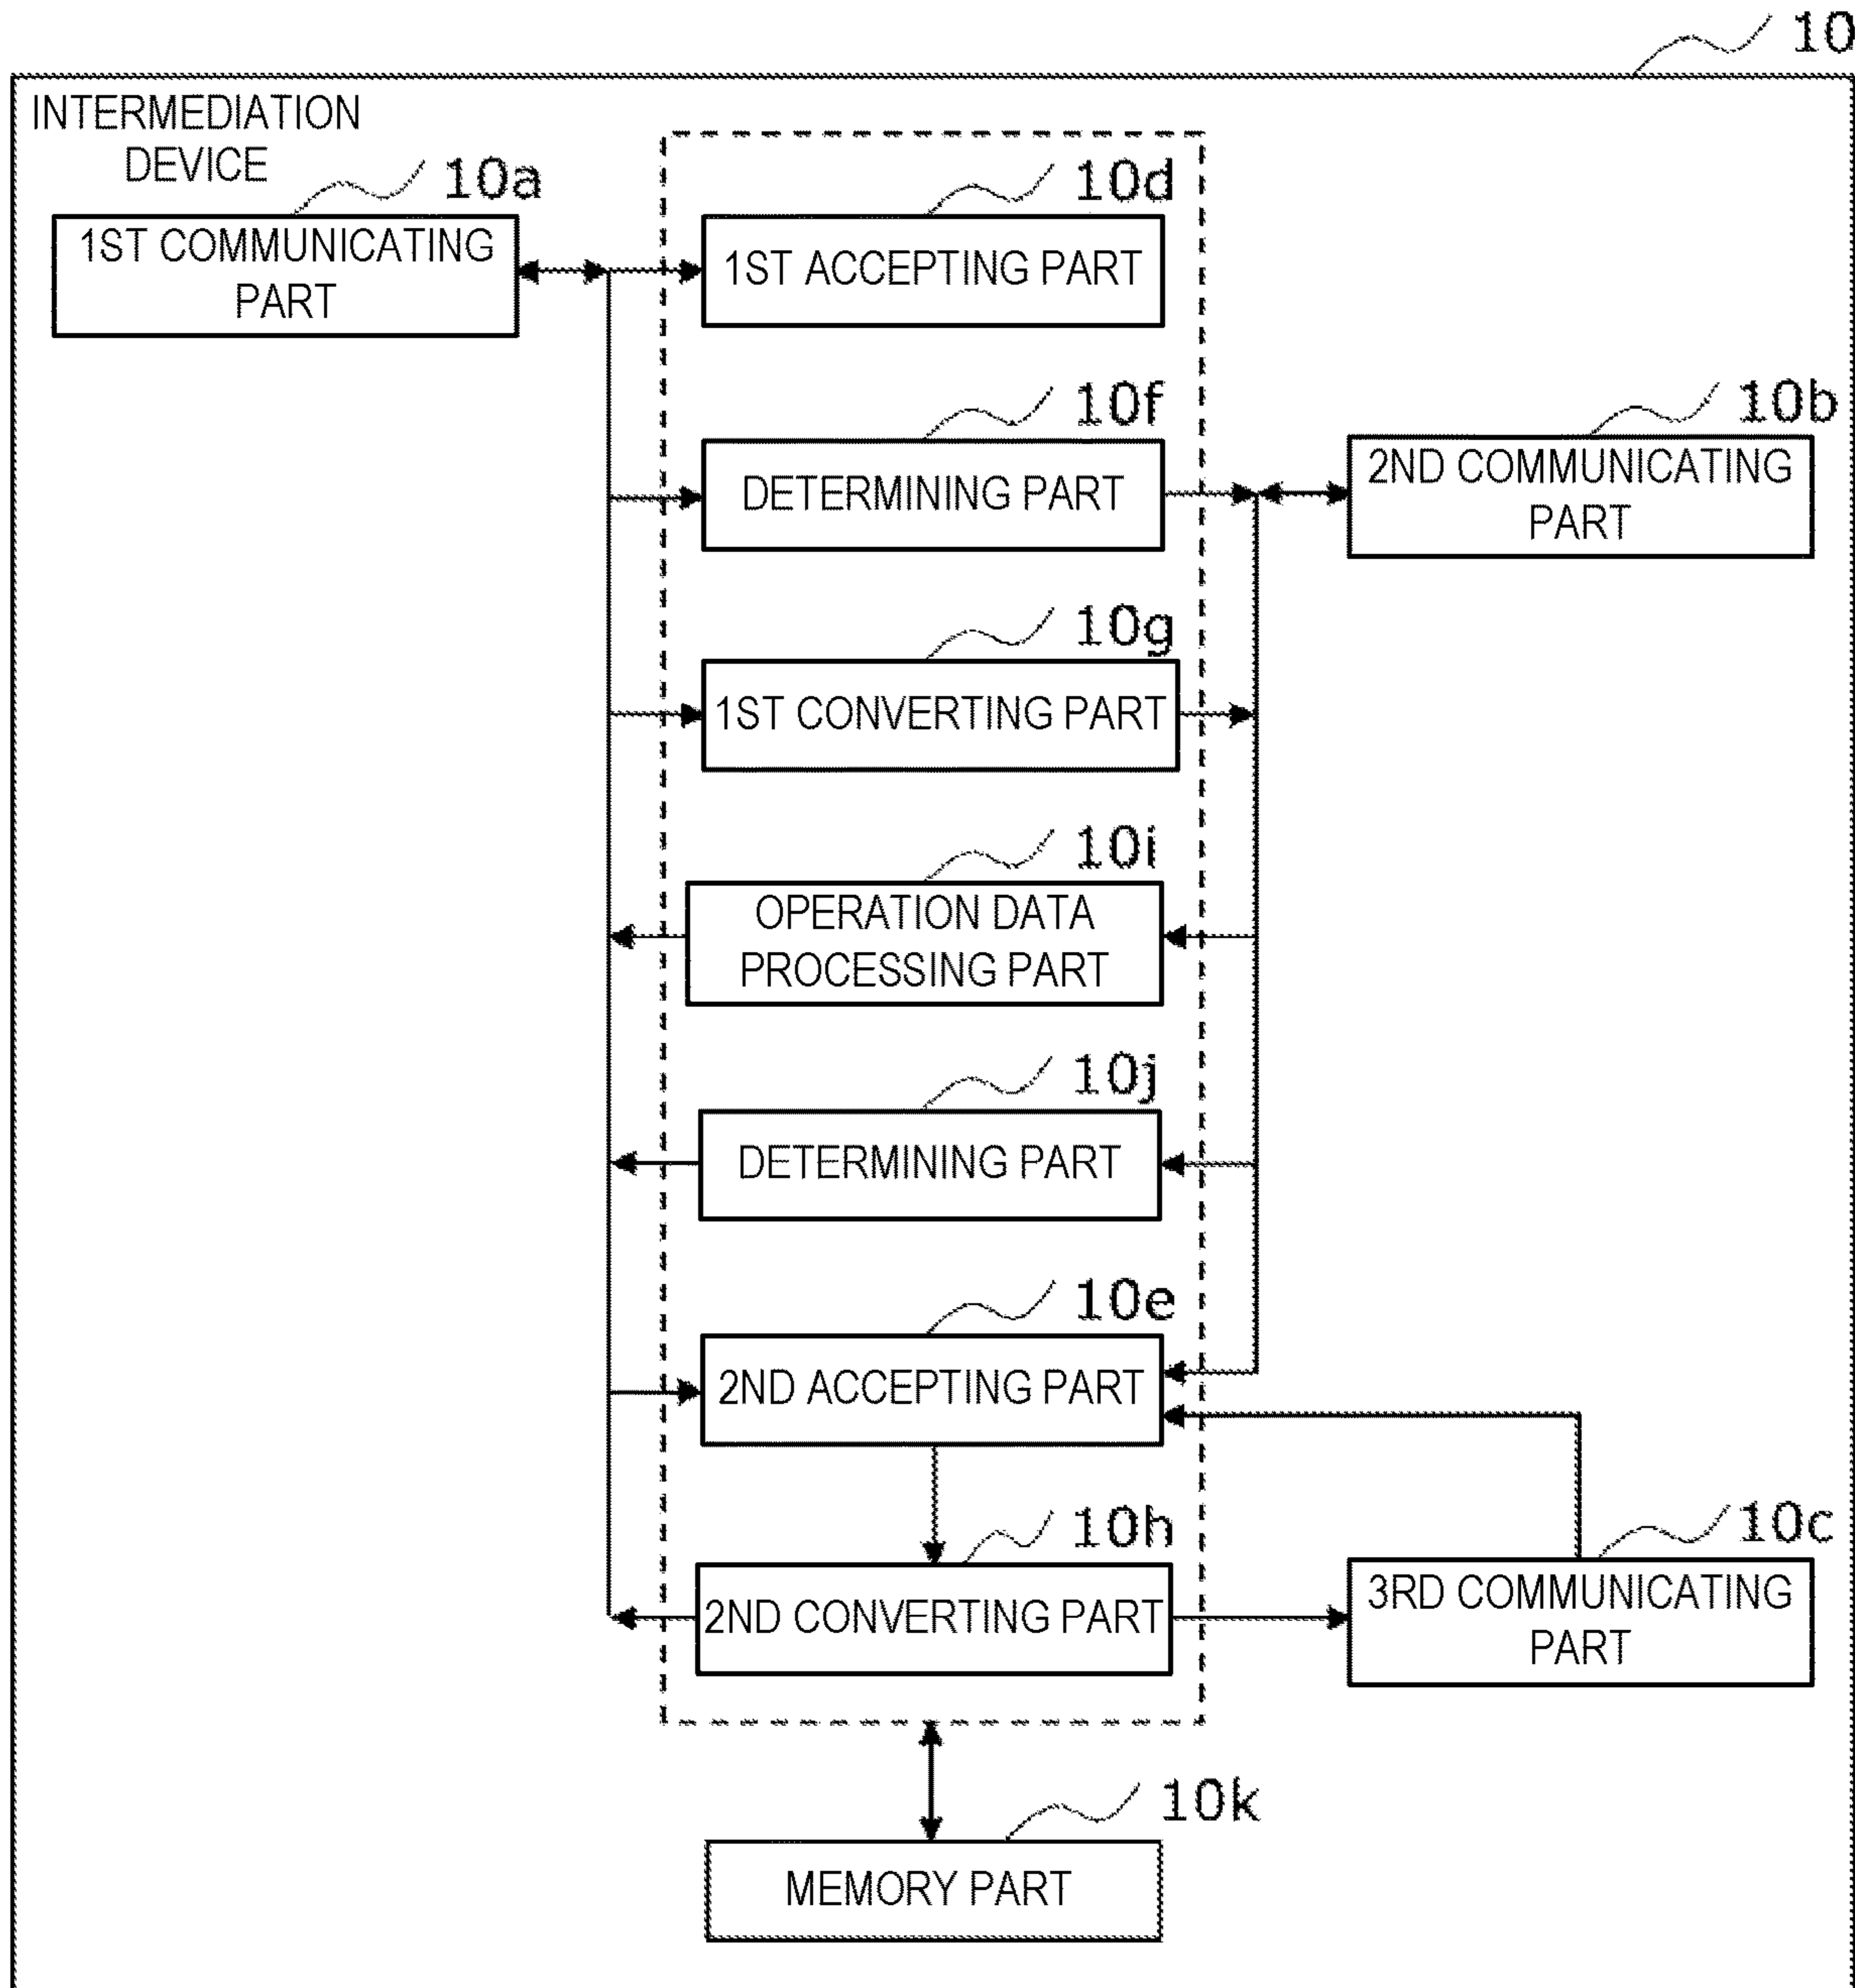 10
INTERMEDIATION
DEVICE
10a
1ST COMMUNICATING
PART
10d
1ST ACCEPTING PART
10f
DETERMINING PART
10b
2ND COMMUNICATING
PART
10g
1ST CONVERTING PART
10i
OPERATION DATA
PROCESSING PART
10j
DETERMINING PART
10e
2ND ACCEPTING PART
10h
2ND CONVERTING PART
10c
3RD COMMUNICATING
PART
10k
MEMORY PART